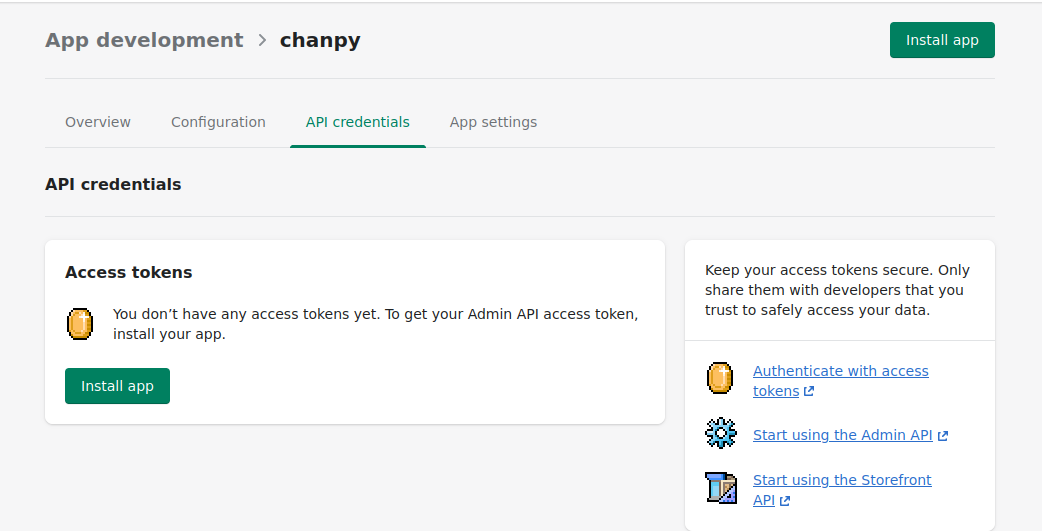 App development > chanpy
Install app
Overview Configuration API credentials App settings
API credentials
Access tokens
You don’t have any access tokens yet. To get your Admin API access token,
install your app.
Install app
Keep your access tokens secure. Only
share them with developers that you
trust to safely access your data.
Authenticate with access
tokens
Start using the Admin API
Start using the Storefront
API